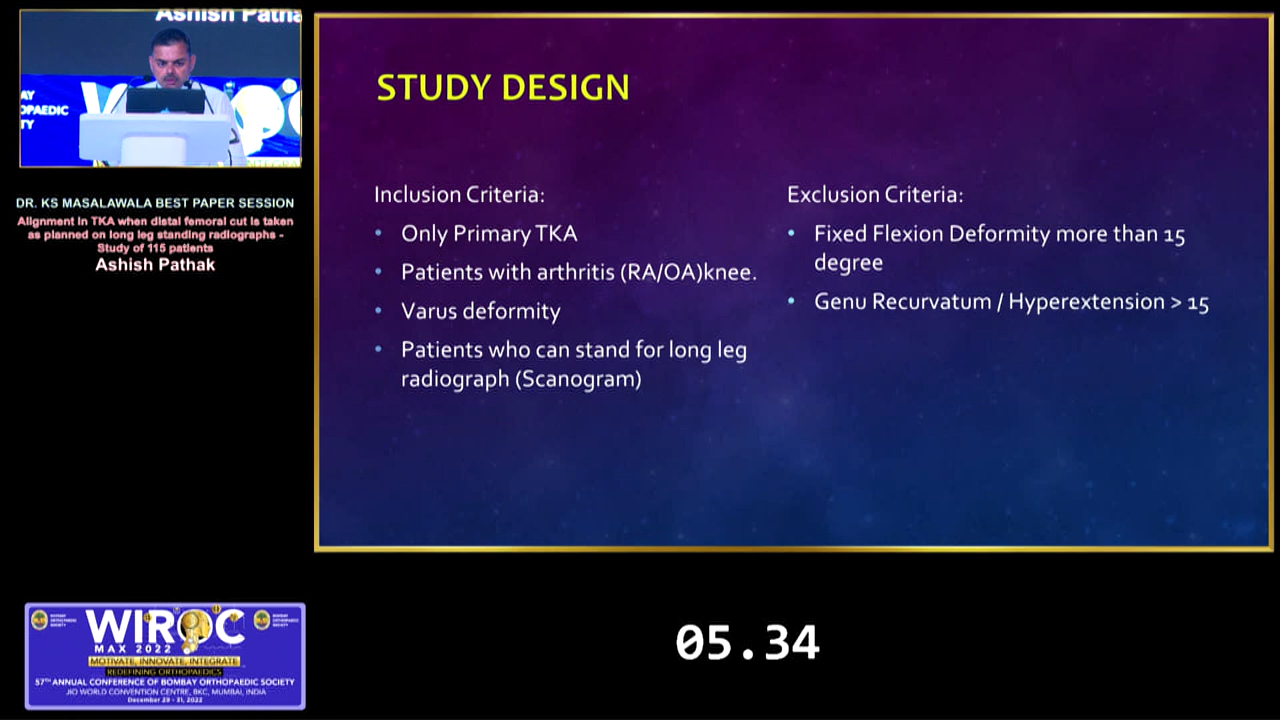 Ashish Patha
AY
OPAEDIC
TY
DR. KS MASALAWALA BEST PAPER SESSION
Alignment in TKA when distal femoral cut is taken
as planned on long leg standing radiographs -
Study of 115 patients
Ashish Pathak
STUDY DESIGN
Inclusion Criteria:
• Only Primary TKA
• Patients with arthritis (RA/OA)knee.
• Varus deformity
• Patients who can stand for long leg
radiograph (Scanogram)
Exclusion Criteria:
• Fixed Flexion Deformity more than 15
degree
• Genu Recurvatum / Hyperextension > 15
WIROC
MAX 2022
MOTIVATE, INNOVATE, INTEGRATE
REDEFINING ORTHOPAEDICS
57TH ANNUAL CONFERENCE OF BOMBAY ORTHOPAEDIC SOCIETY
JIO WORLD CONVENTION CENTRE, BKC, MUMBAI, INDIA
December 29 - 31, 2022
05.34